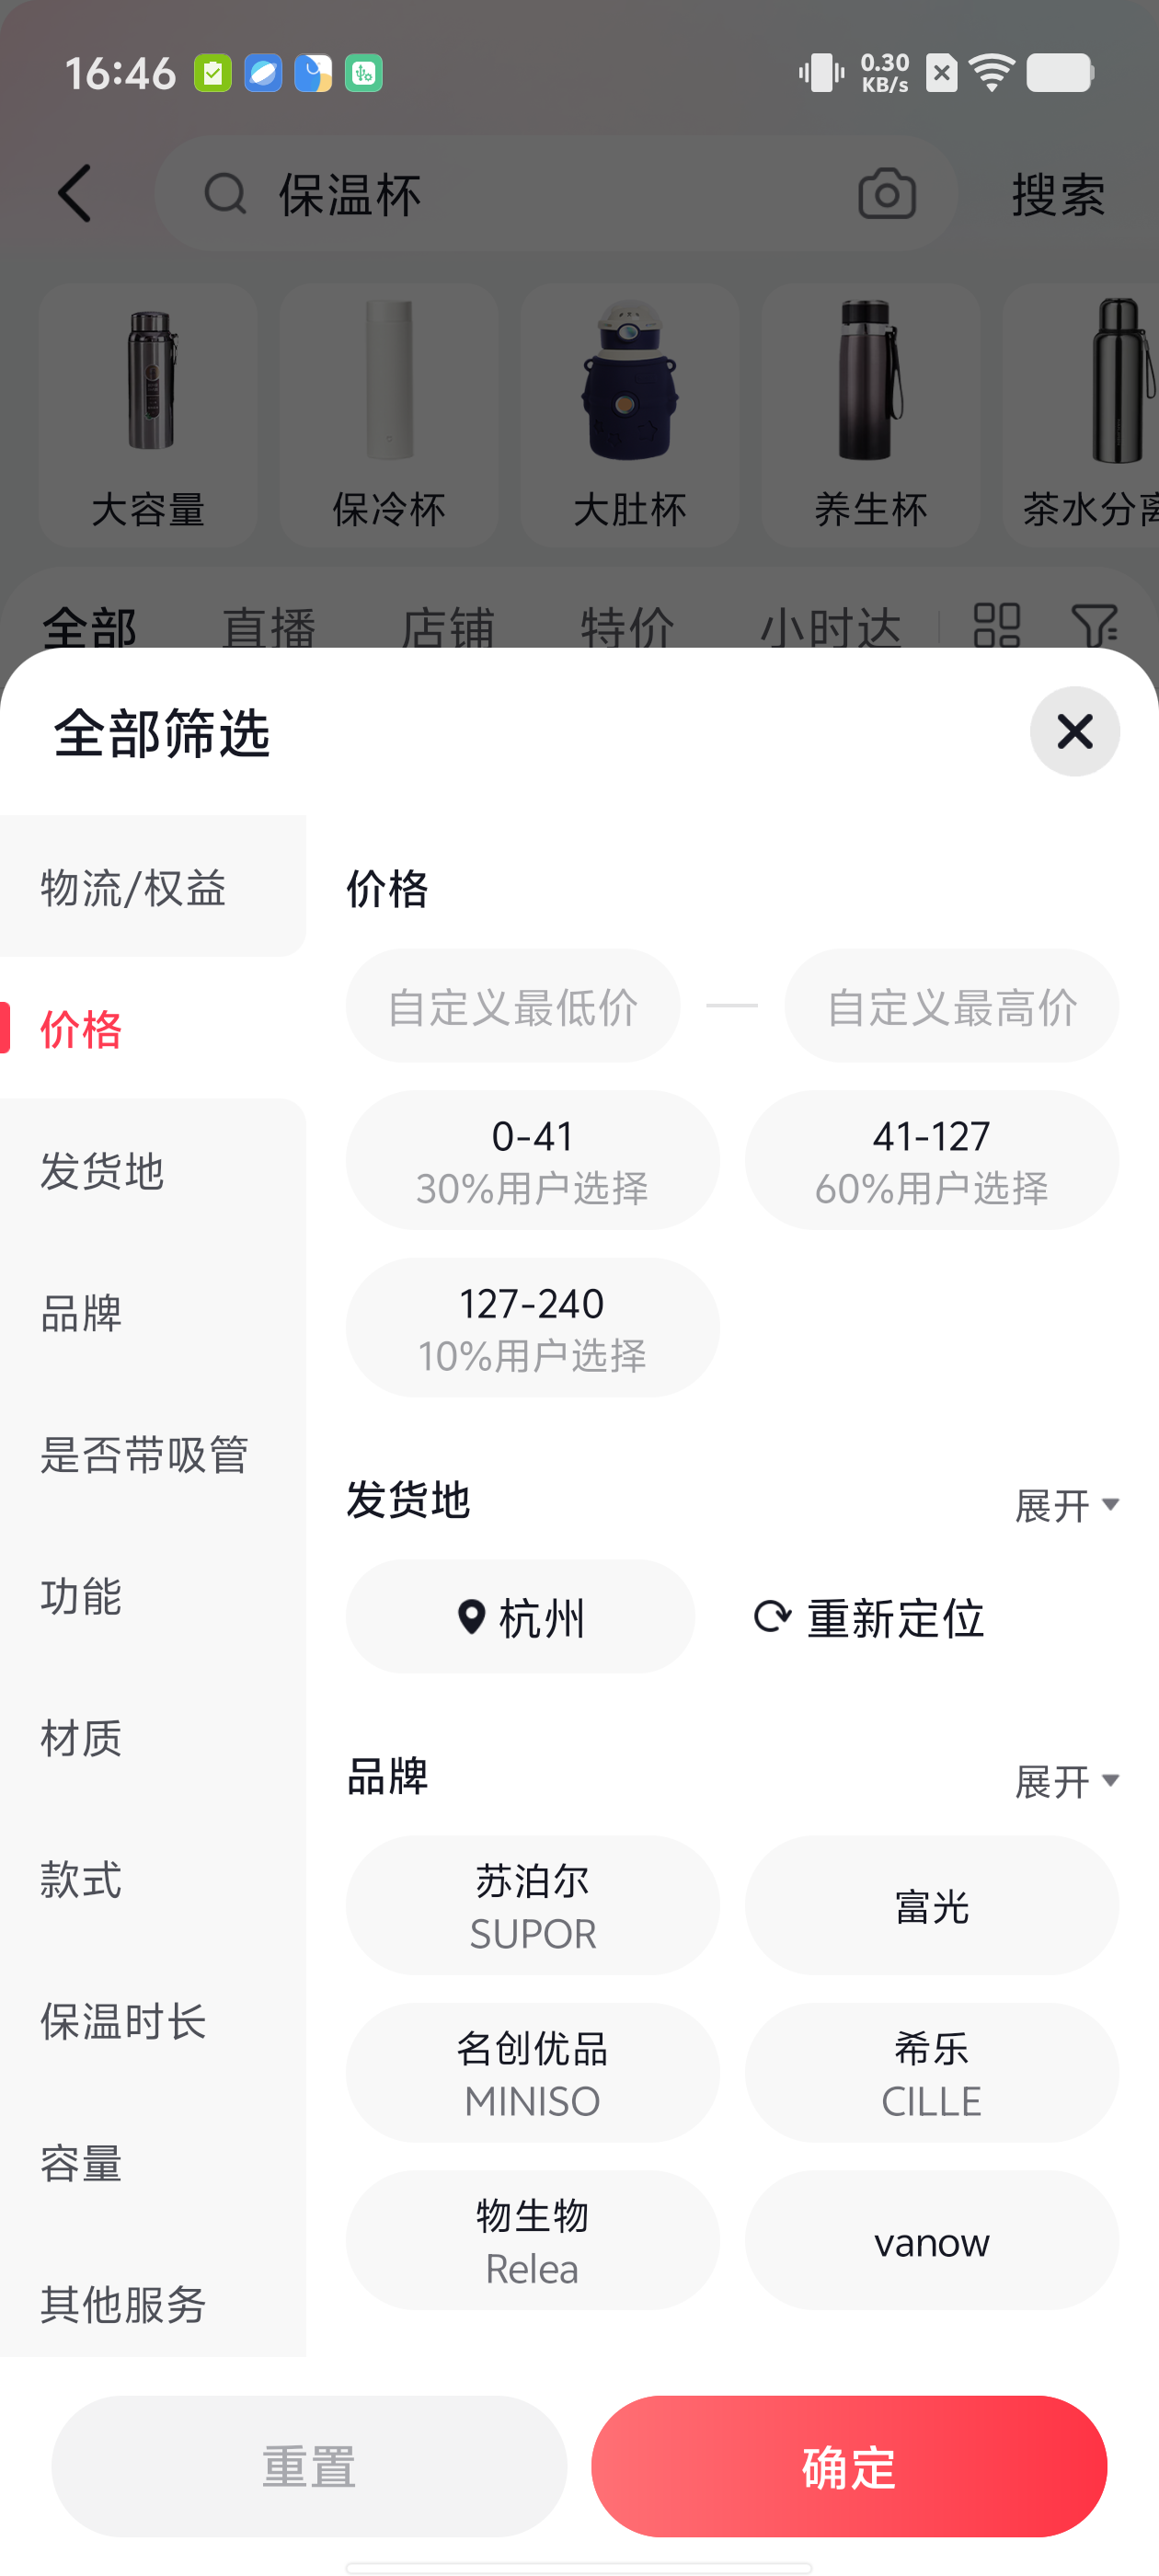 16:46
0.30
KB/s
保温杯
搜索
大容量
保冷杯
大肚杯
养生杯
茶水分离
全部
直播
店铺
特价
小时达
全部筛选
物流/权益
价格
发货地
品牌
是否带吸管
功能
材质
款式
保温时长
容量
其他服务
价格
自定义最低价
自定义最高价
0-41
30%用户选择
41-127
60%用户选择
127-240
10%用户选择
发货地
展开
杭州
重新定位
品牌
展开
苏泊尔
SUPOR
富光
名创优品
MINISO
希乐
CILLE
物生物
Relea
vanow
重置
确定